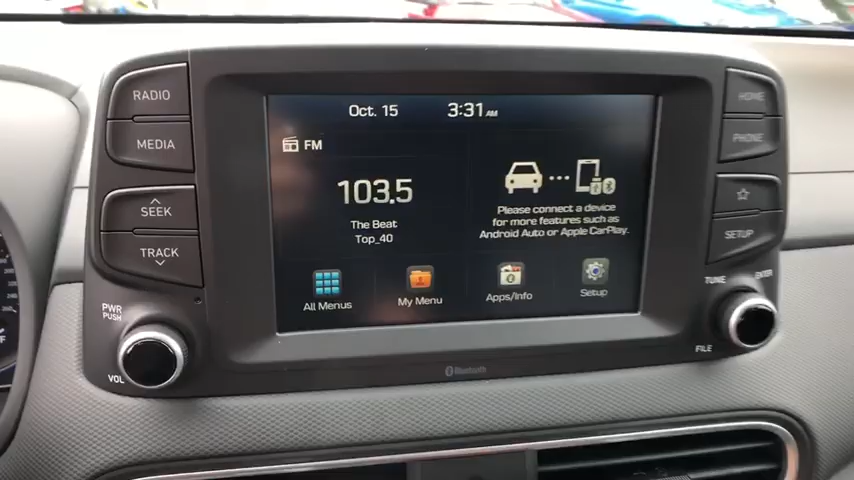 RADIO
MEDIA
SEEK
TRACK
PWR
PUSH
VOL
Oct. 15 3:31 AM
FM
103.5
The Beat
Top_40
Please connect a device
for more features such as
Android Auto or Apple CarPlay.
All Menus
My Menu
Apps/Info
Setup
HOME
PHONE
SETUP
TUNE
ENTER
FILE
Bluetooth